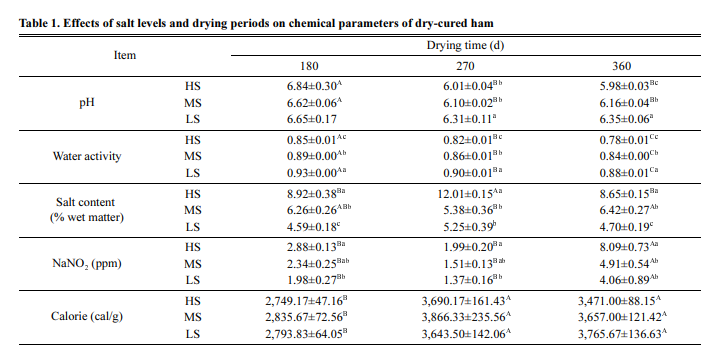 Table 1. Effects of salt levels and drying periods on chemical parameters of dry-cured ham
Item Drying time (d)
180 270 360
pH HS 6.84±0.30^A 6.01±0.04^Bb 5.98±0.03^Bc
MS 6.62±0.06^A 6.10±0.02^Bb 6.16±0.04^Bb
LS 6.65±0.17 6.31±0.11^a 6.35±0.06^a
Water activity HS 0.85±0.01^Ac 0.82±0.01^Bc 0.78±0.01^Cc
MS 0.89±0.00^Ab 0.86±0.01^Bb 0.84±0.00^Cb
LS 0.93±0.00^Aa 0.90±0.01^Ba 0.88±0.01^Ca
Salt content (% wet matter) HS 8.92±0.38^Ba 12.01±0.15^Aa 8.65±0.15^Ba
MS 6.26±0.26^ABb 5.38±0.36^Bb 6.42±0.27^Ab
LS 4.59±0.18^c 5.25±0.39^b 4.70±0.19^c
NaNO₂ (ppm) HS 2.88±0.13^Ba 1.99±0.20^Ba 8.09±0.73^Aa
MS 2.34±0.25^Bab 1.51±0.13^Bab 4.91±0.54^Ab
LS 1.98±0.27^Bb 1.37±0.16^Bb 4.06±0.89^Ab
Calorie (cal/g) HS 2,749.17±47.16^B 3,690.17±161.43^A 3,471.00±88.15^A
MS 2,835.67±72.56^B 3,866.33±235.56^A 3,657.00±121.42^A
LS 2,793.83±64.05^B 3,643.50±142.06^A 3,765.67±136.63^A